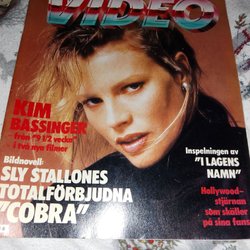 VIDEO
KIM
BASSINGER
från "9 1/2 vecka"
- i två nya filmer
Bildnovell:
SLY STALLONES
TOTALFÖRBJUDNA
"COBRA"
Inspelningen av
"I LAGENS
NAMN"
Hollywood-
stjärnan
som skäller
på sina fans